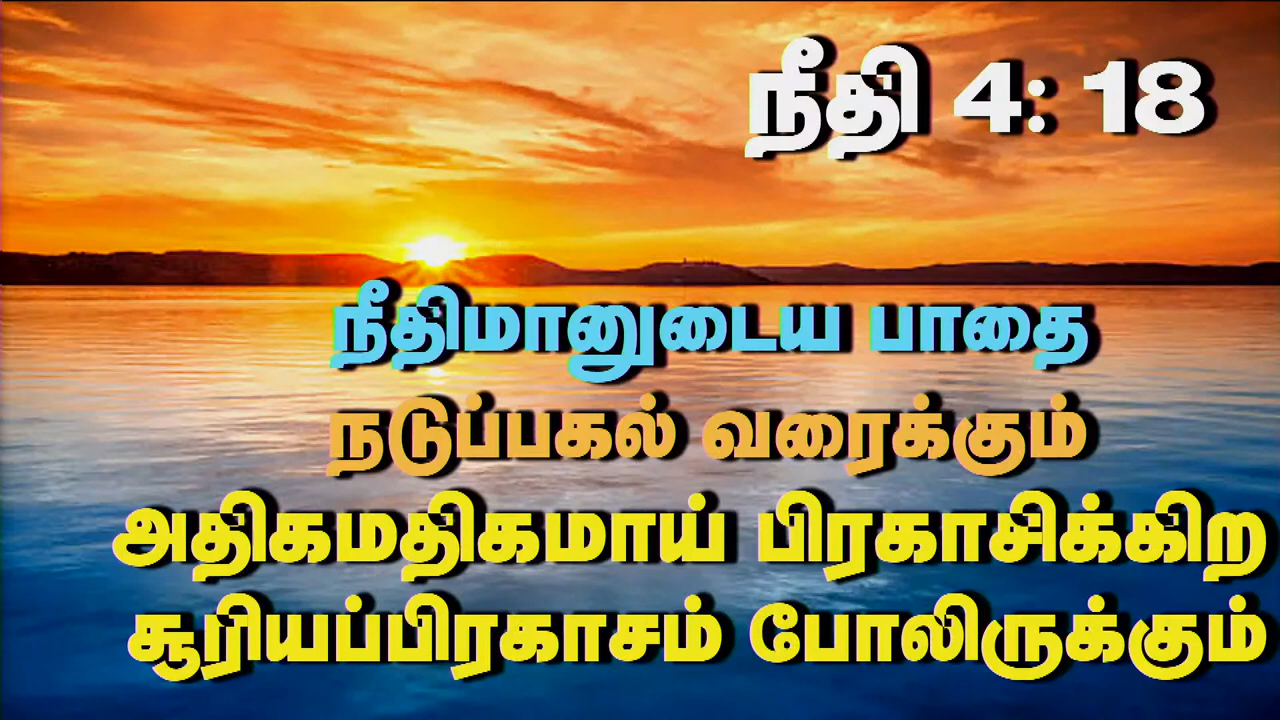 நீதி 4: 18
நீதிமானுடைய பாதை
நடுப்பகல் வரைக்கும்
அதிகமதிகமாய் பிரகாசிக்கிற
சூரியப்பிரகாசம் போலிருக்கும்